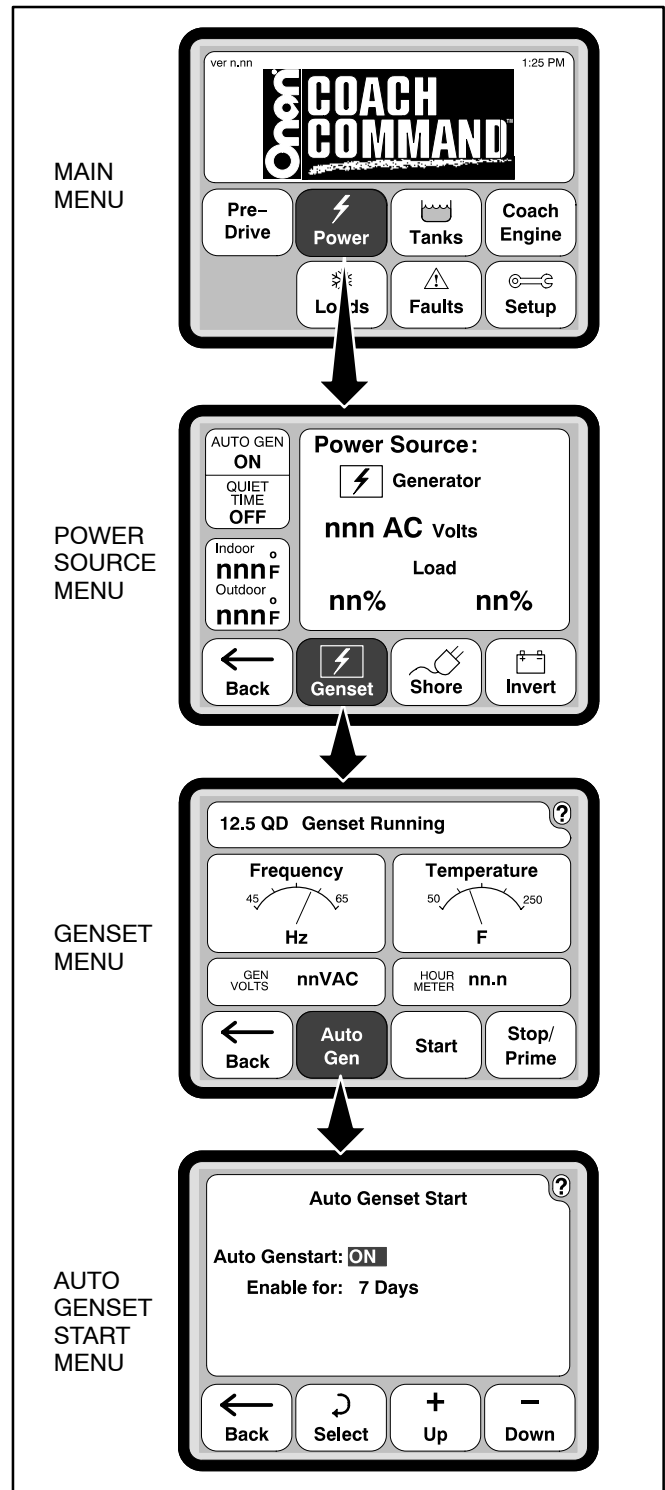 MAIN
MENU
ver n.nn
1:25 PM
Onan
COACH
COMMAND™
Pre–
Drive
Power
Tanks
Coach
Engine
Faults
Setup
POWER
SOURCE
MENU
AUTO GEN
ON
QUIET
TIME
OFF
Indoor
nnn°F
Outdoor
nnn°F
Power Source:
Generator
nnn AC Volts
Load
nn% nn%
Back
Genset
Shore
Invert
GENSET
MENU
12.5 QD Genset Running
?
Frequency
45 65
Hz
Temperature
50 250
F
GEN
VOLTS
nnVAC
HOUR
METER
nn.n
Back
Auto
Gen
Start
Stop/
Prime
AUTO
GENSET
START
MENU
Auto Genset Start
?
Auto Genstart: ON
Enable for: 7 Days
Back
Select
+
Up
–
Down